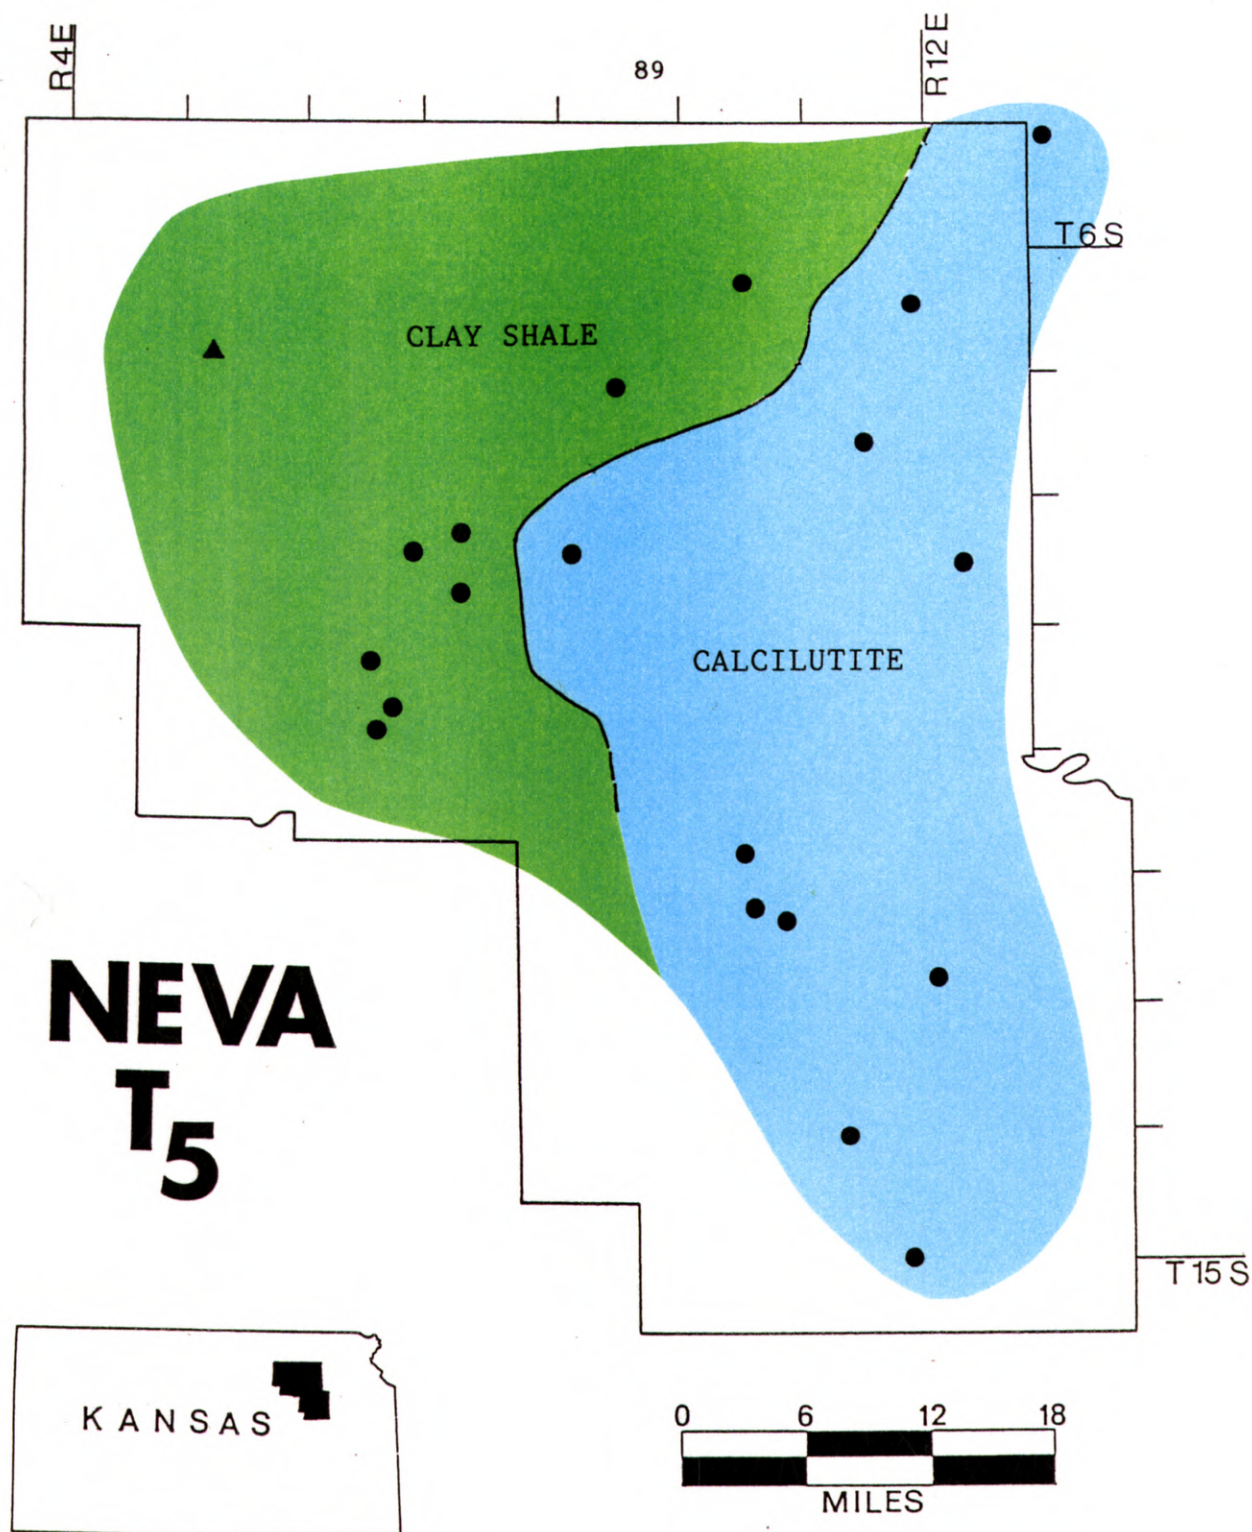 R4E
89
R12E
T6S
CLAY SHALE
CALCILUTITE
NEVA
T5
T15S
KANSAS
0 6 12 18
MILES